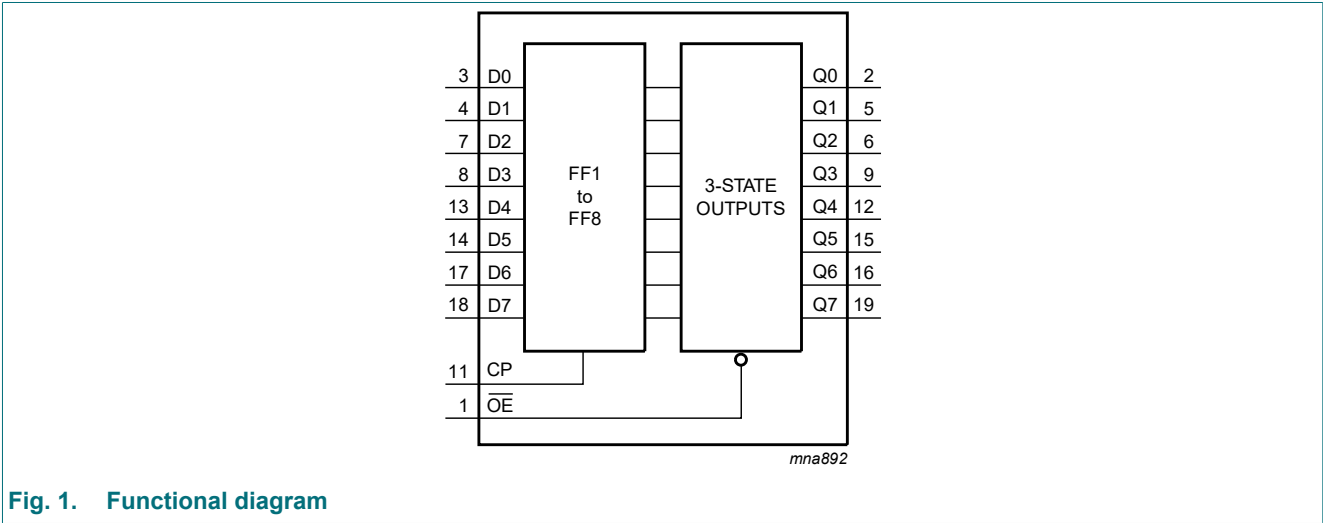 3 D0 Q0 2
4 D1 Q1 5
7 D2 Q2 6
8 D3 Q3 9
13 D4 Q4 12
14 D5 Q5 15
17 D6 Q6 16
18 D7 Q7 19
FF1
to
FF8
3-STATE
OUTPUTS
11 CP
1 O̅E̅
mna892
Fig. 1. Functional diagram